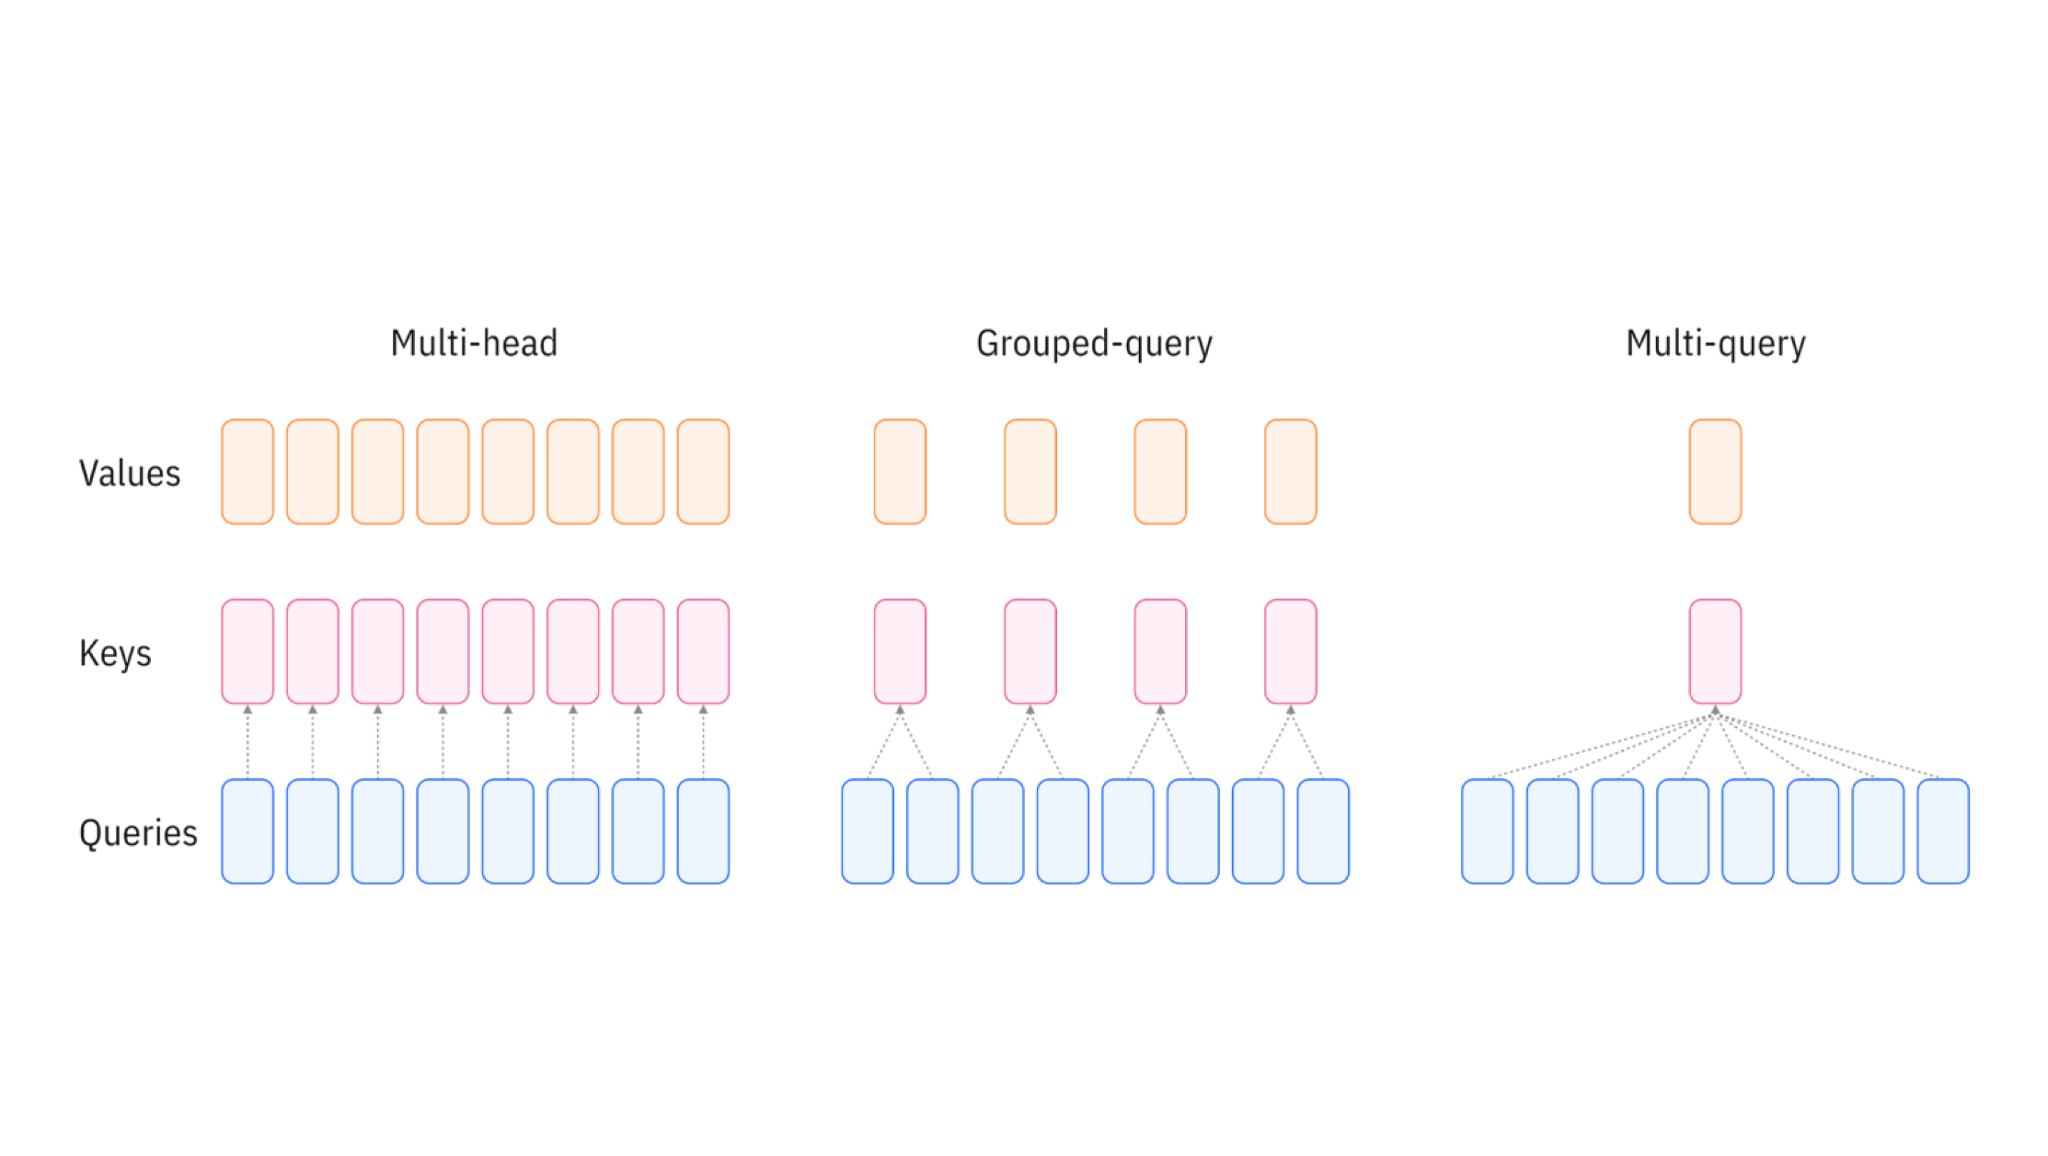 Multi-head
Grouped-query
Multi-query
Values
Keys
Queries